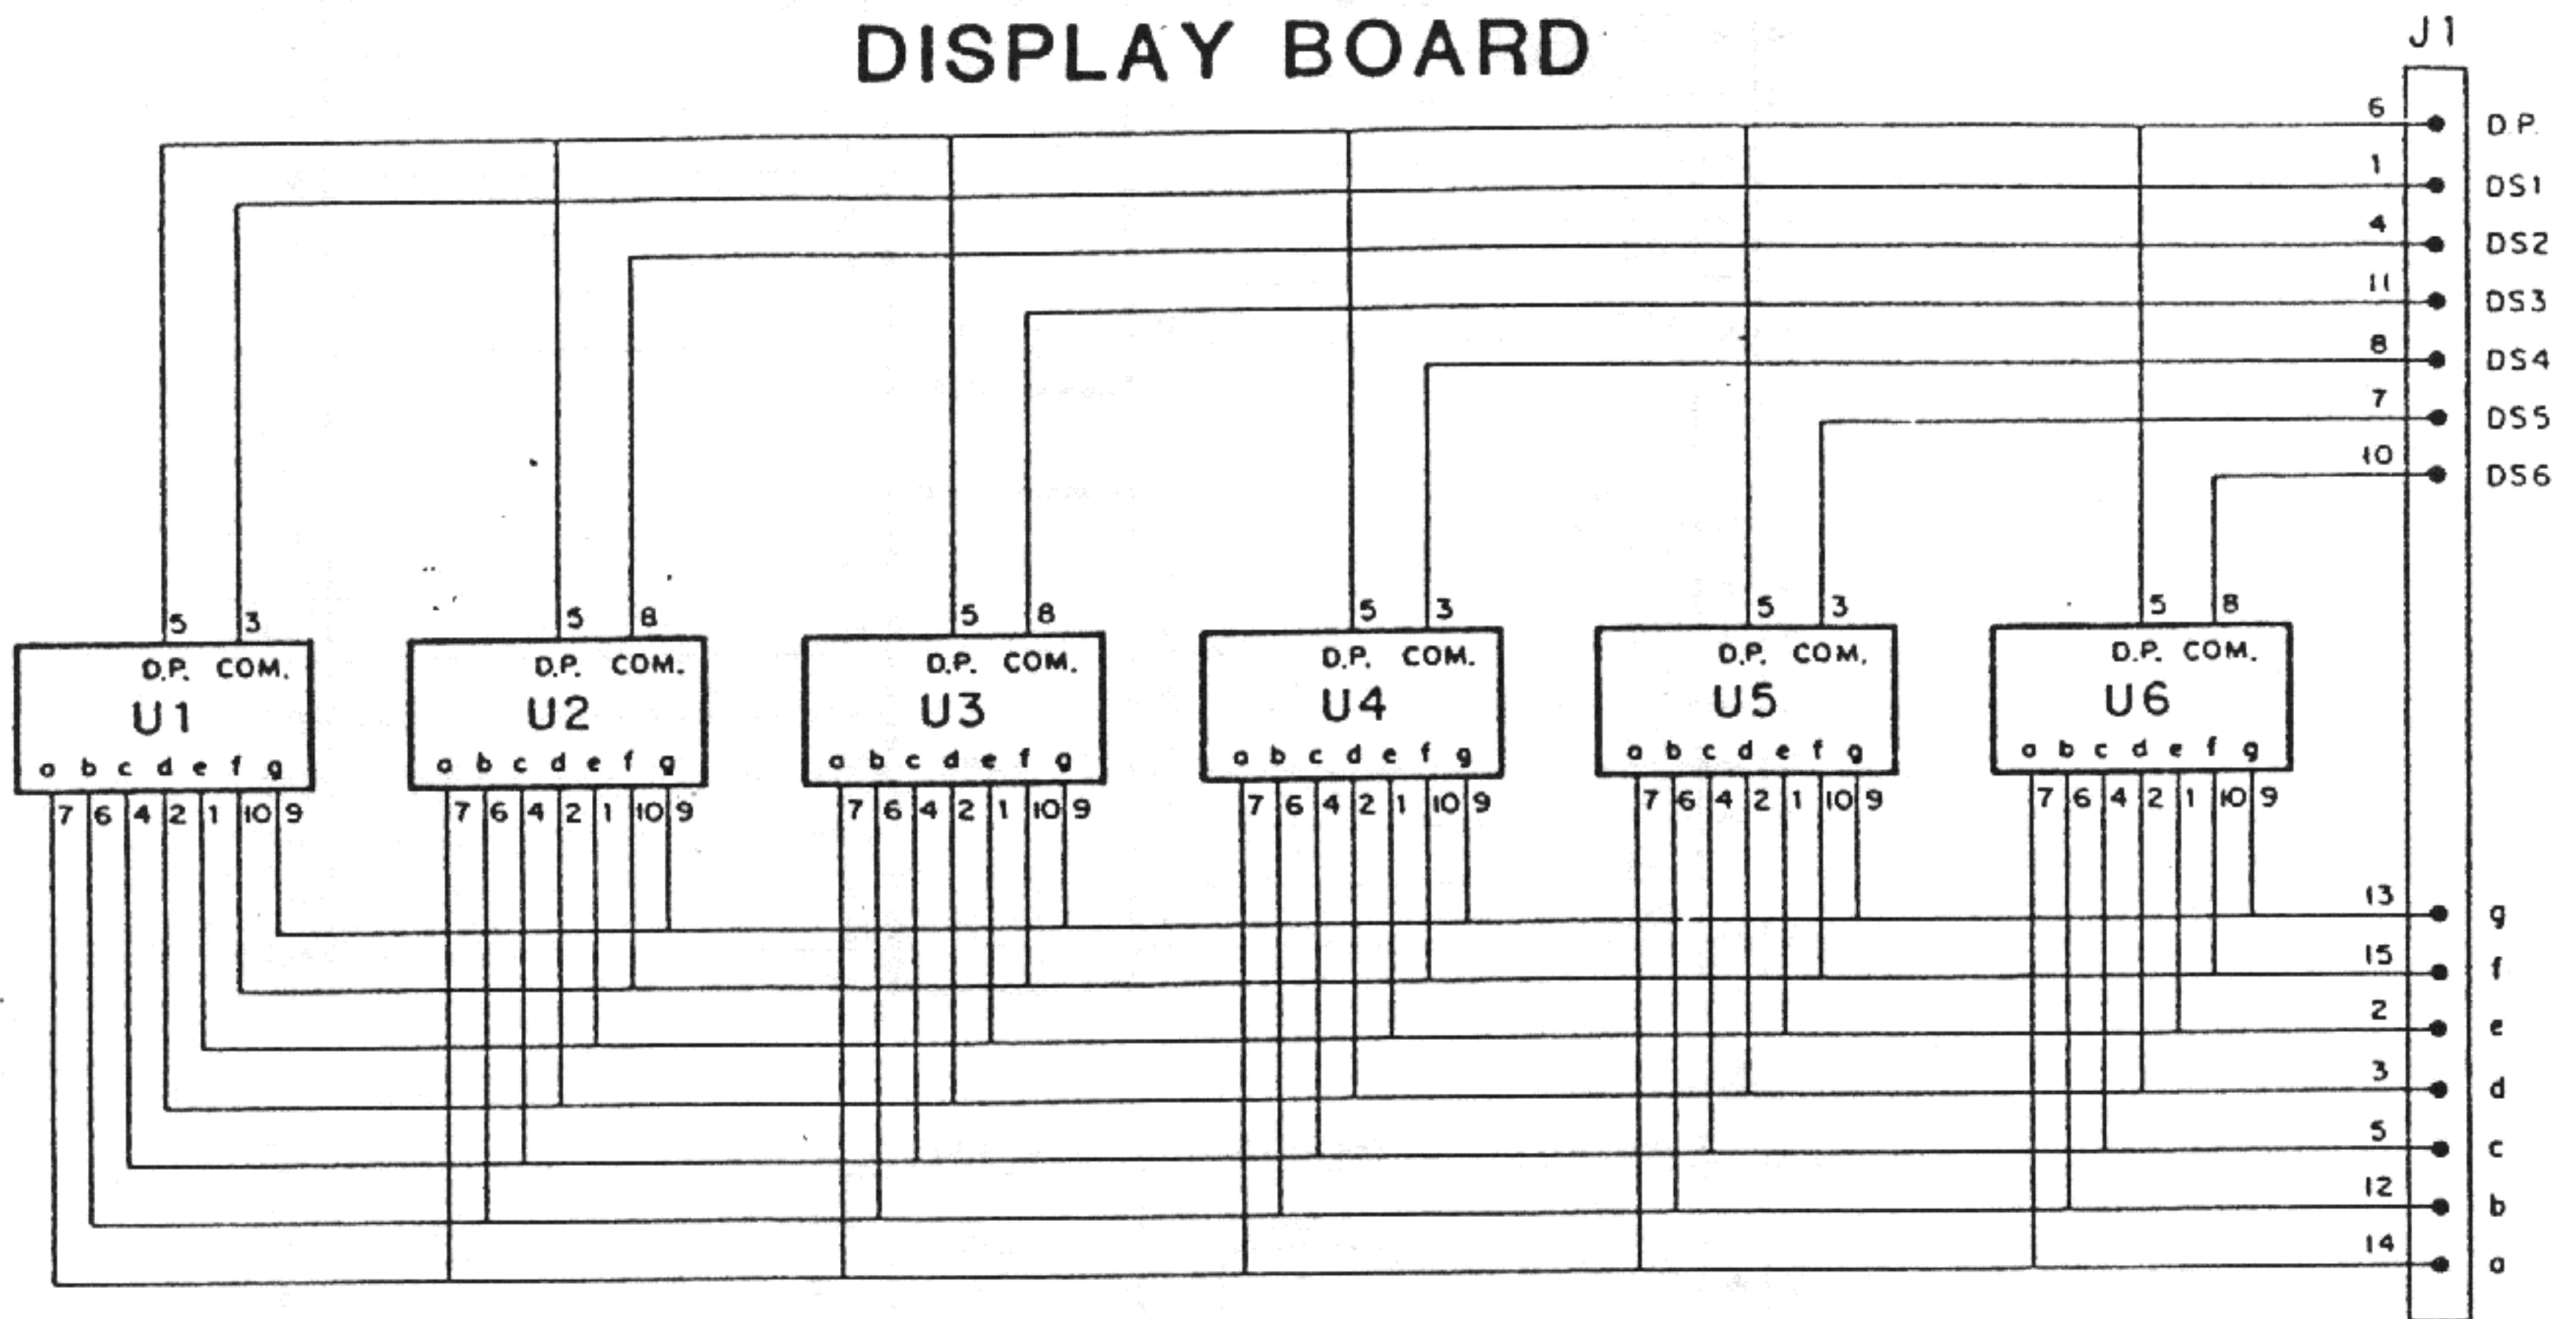 DISPLAY BOARD
J1
6 D.P.
1 DS1
4 DS2
11 DS3
8 DS4
7 DS5
10 DS6
5 3 5 8 5 8 5 3 5 3 5 8
D.P. COM. D.P. COM. D.P. COM. D.P. COM. D.P. COM. D.P. COM.
U1 U2 U3 U4 U5 U6
a b c d e f g a b c d e f g a b c d e f g a b c d e f g a b c d e f g a b c d e f g
7 6 4 2 1 10 9 7 6 4 2 1 10 9 7 6 4 2 1 10 9 7 6 4 2 1 10 9 7 6 4 2 1 10 9 7 6 4 2 1 10 9
13 g
15 f
2 e
3 d
5 c
12 b
14 a